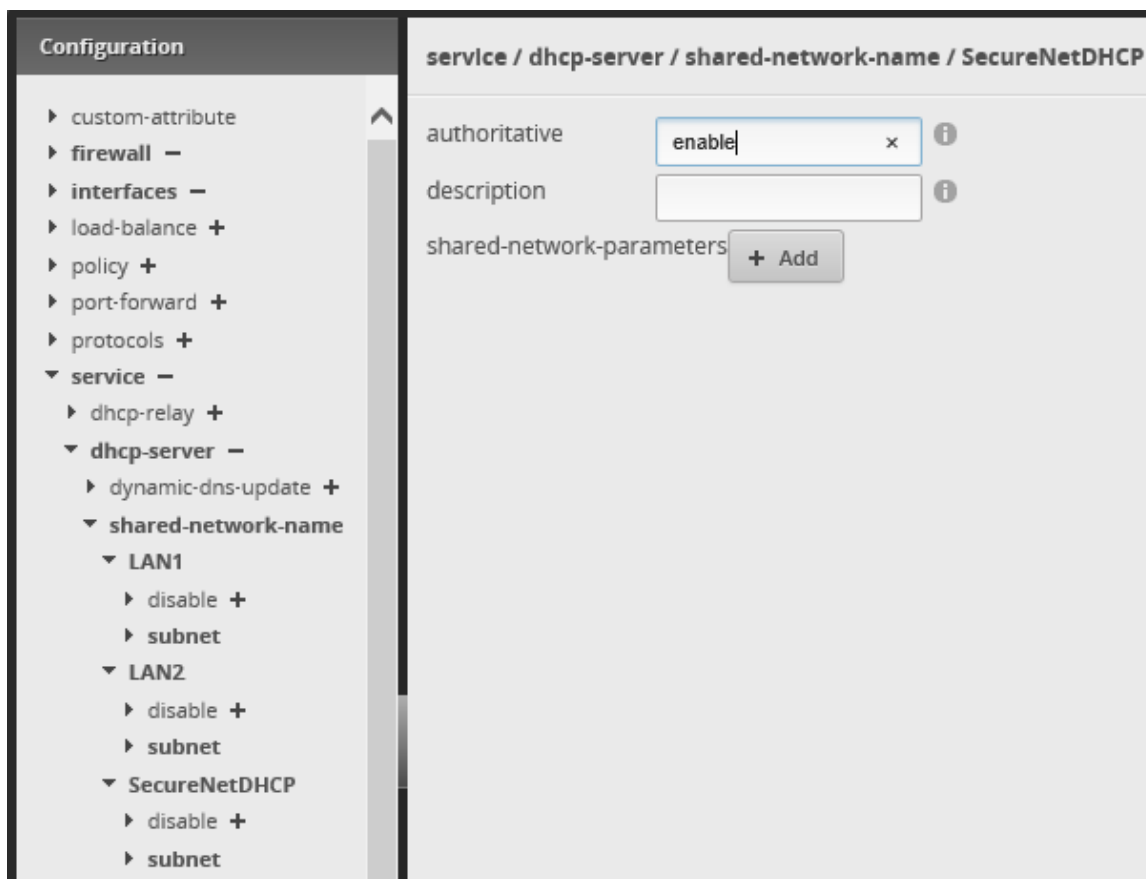 Configuration
custom-attribute
firewall −
interfaces −
load-balance +
policy +
port-forward +
protocols +
service −
dhcp-relay +
dhcp-server −
dynamic-dns-update +
shared-network-name
LAN1
disable +
subnet
LAN2
disable +
subnet
SecureNetDHCP
disable +
subnet
service / dhcp-server / shared-network-name / SecureNetDHCP
authoritative enable ×
description
shared-network-parameters + Add